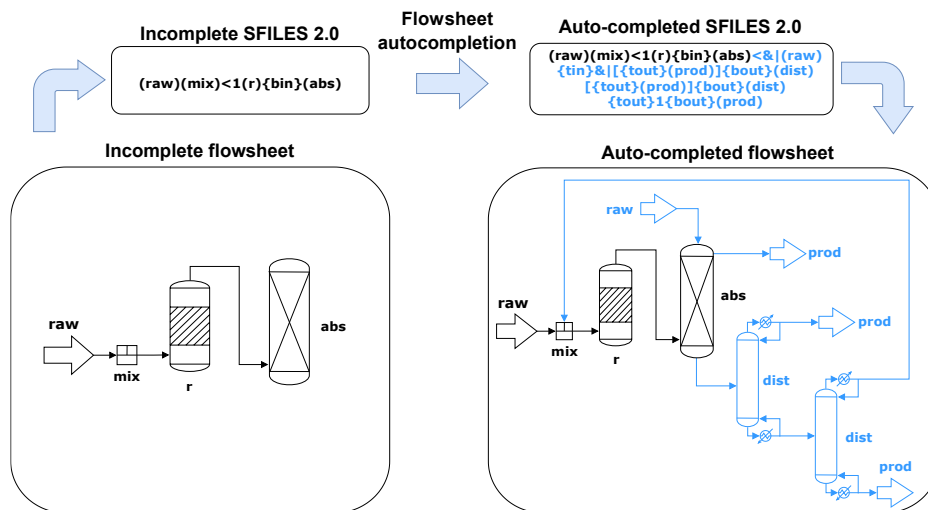 Incomplete SFILES 2.0
(raw)(mix)<1(r){bin}(abs)
Flowsheet
autocompletion
Auto-completed SFILES 2.0
(raw)(mix)<1(r){bin}(abs)<&|(raw)
{tin}&|[{tout}(prod)]{bout}(dist)
[{tout}(prod)]{bout}(dist)
{tout}1{bout}(prod)
Incomplete flowsheet
raw
mix
r
abs
Auto-completed flowsheet
raw
prod
abs
raw
mix
r
prod
dist
dist
prod